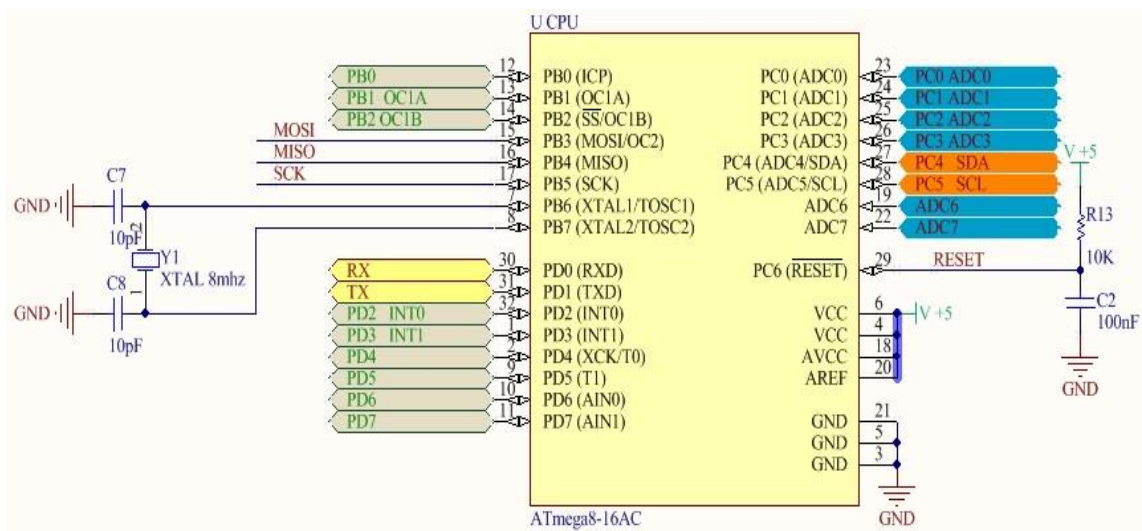 U CPU
PB0 12 PB0 (ICP)
PB1 OC1A 13 PB1 (OC1A)
PB2 OC1B 14 PB2 (SS/OC1B)
MOSI 15 PB3 (MOSI/OC2)
MISO 16 PB4 (MISO)
SCK 17 PB5 (SCK)
7 PB6 (XTAL1/TOSC1)
8 PB7 (XTAL2/TOSC2)
C7
GND
10pF
2
Y1
XTAL 8mhz
1
C8
GND
10pF
RX 30 PD0 (RXD)
TX 31 PD1 (TXD)
PD2 INT0 32 PD2 (INT0)
PD3 INT1 1 PD3 (INT1)
PD4 2 PD4 (XCK/T0)
PD5 9 PD5 (T1)
PD6 10 PD6 (AIN0)
PD7 11 PD7 (AIN1)
PC0 (ADC0) 23 PC0 ADC0
PC1 (ADC1) 24 PC1 ADC1
PC2 (ADC2) 25 PC2 ADC2
PC3 (ADC3) 26 PC3 ADC3
PC4 (ADC4/SDA) 27 PC4 SDA
PC5 (ADC5/SCL) 28 PC5 SCL
ADC6 19 ADC6
ADC7 22 ADC7
PC6 (RESET) 29 RESET
V +5
R13
10K
C2
100nF
GND
VCC 6 V +5
VCC 4
AVCC 18
AREF 20
GND 21
GND 5
GND 3
GND
ATmega8-16AC